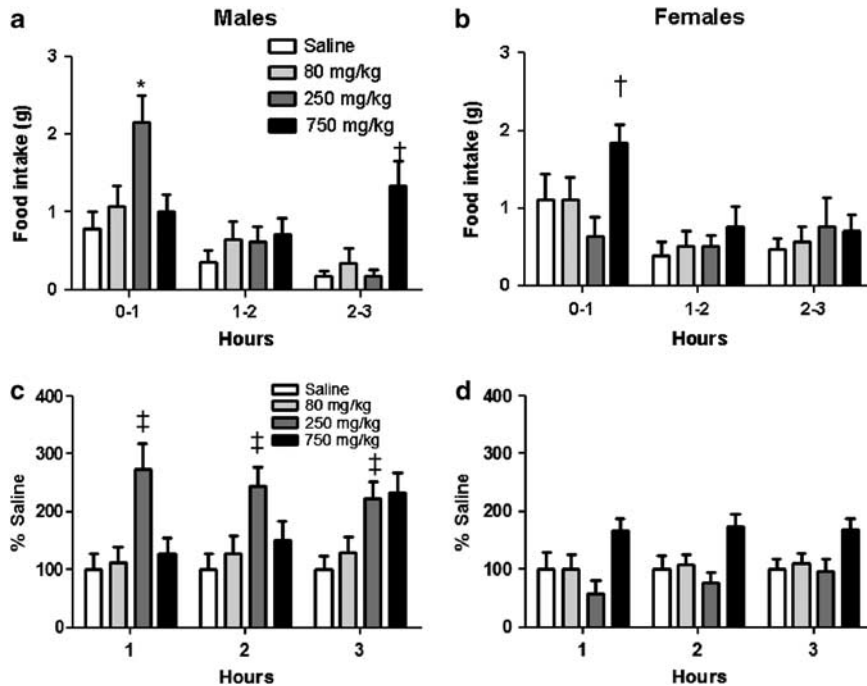 a
Males
Saline
80 mg/kg
250 mg/kg
750 mg/kg
Food intake (g)
3
2
1
0
*
†
0-1
1-2
2-3
Hours
b
Females
Food intake (g)
3
2
1
0
†
0-1
1-2
2-3
Hours
c
Saline
80 mg/kg
250 mg/kg
750 mg/kg
% Saline
400
300
200
100
0
‡
‡
‡
1
2
3
Hours
d
% Saline
400
300
200
100
0
1
2
3
Hours